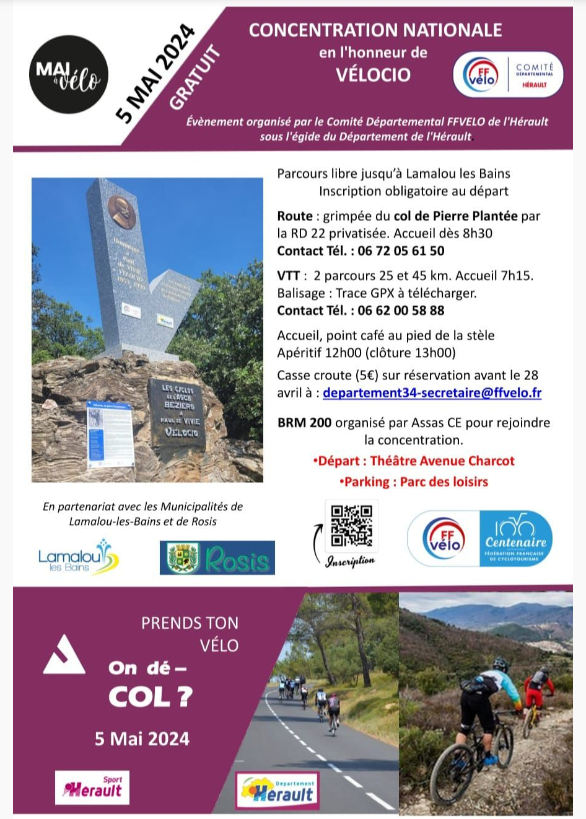 MAI
à vélo
5 MAI 2024
GRATUIT
CONCENTRATION NATIONALE
en l'honneur de
VÉLOCIO
FF
vélo
COMITÉ
DÉPARTEMENTAL
HÉRAULT
Évènement organisé par le Comité Départemental FFVELO de l'Hérault
sous l'égide du Département de l'Hérault
Parcours libre jusqu'à Lamalou les Bains
Inscription obligatoire au départ
Route : grimpée du col de Pierre Plantée par
la RD 22 privatisée. Accueil dès 8h30
Contact Tél. : 06 72 05 61 50
VTT : 2 parcours 25 et 45 km. Accueil 7h15.
Balisage : Trace GPX à télécharger.
Contact Tél. : 06 62 00 58 88
Accueil, point café au pied de la stèle
Apéritif 12h00 (clôture 13h00)
Casse croute (5€) sur réservation avant le 28
avril à : departement34-secretaire@ffvelo.fr
BRM 200 organisé par Assas CE pour rejoindre
la concentration.
•Départ : Théâtre Avenue Charcot
•Parking : Parc des loisirs
LES CYCLOS
BEZIERS
A
PAUL DE VIVIE
VELOCIO
En partenariat avec les Municipalités de
Lamalou-les-Bains et de Rosis
Lamalou
les Bains
Rosis
Inscription
FF
vélo
Centenaire
FÉDÉRATION FRANÇAISE
DE CYCLOTOURISME
PRENDS TON
VÉLO
On dé –
COL ?
5 Mai 2024
Sport
Herault
Département
Herault